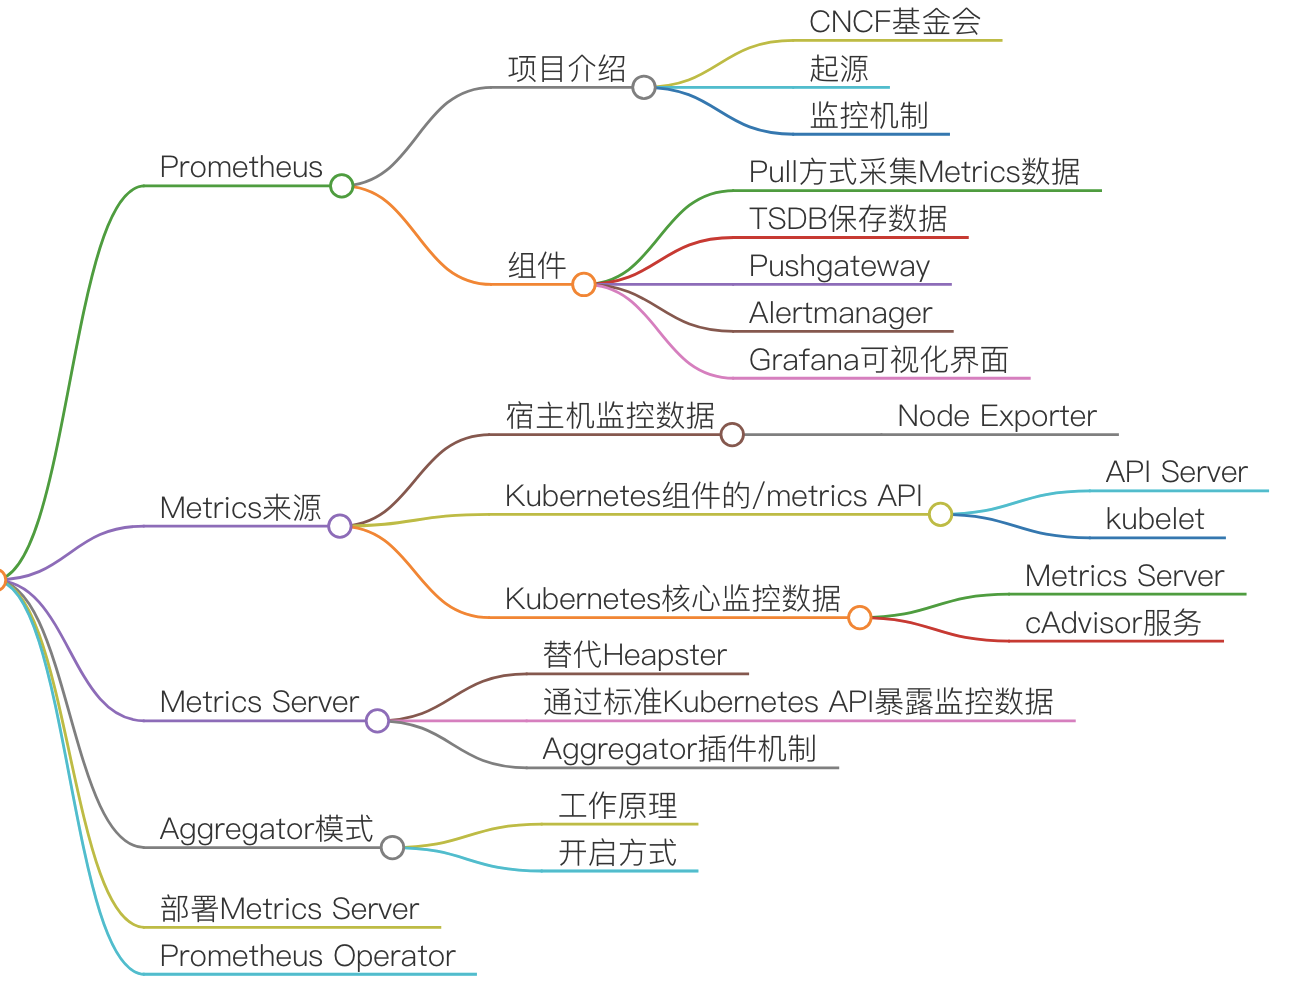 Prometheus
项目介绍
CNCF基金会
起源
监控机制
组件
Pull方式采集Metrics数据
TSDB保存数据
Pushgateway
Alertmanager
Grafana可视化界面
Metrics来源
宿主机监控数据
Node Exporter
Kubernetes组件的/metrics API
API Server
kubelet
Kubernetes核心监控数据
Metrics Server
cAdvisor服务
Metrics Server
替代Heapster
通过标准Kubernetes API暴露监控数据
Aggregator插件机制
Aggregator模式
工作原理
开启方式
部署Metrics Server
Prometheus Operator